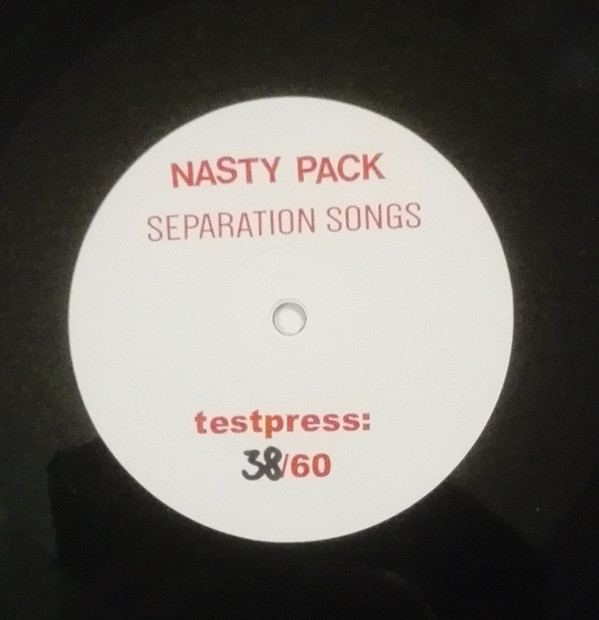 NASTY PACK
SEPARATION SONGS
testpress:
38/60